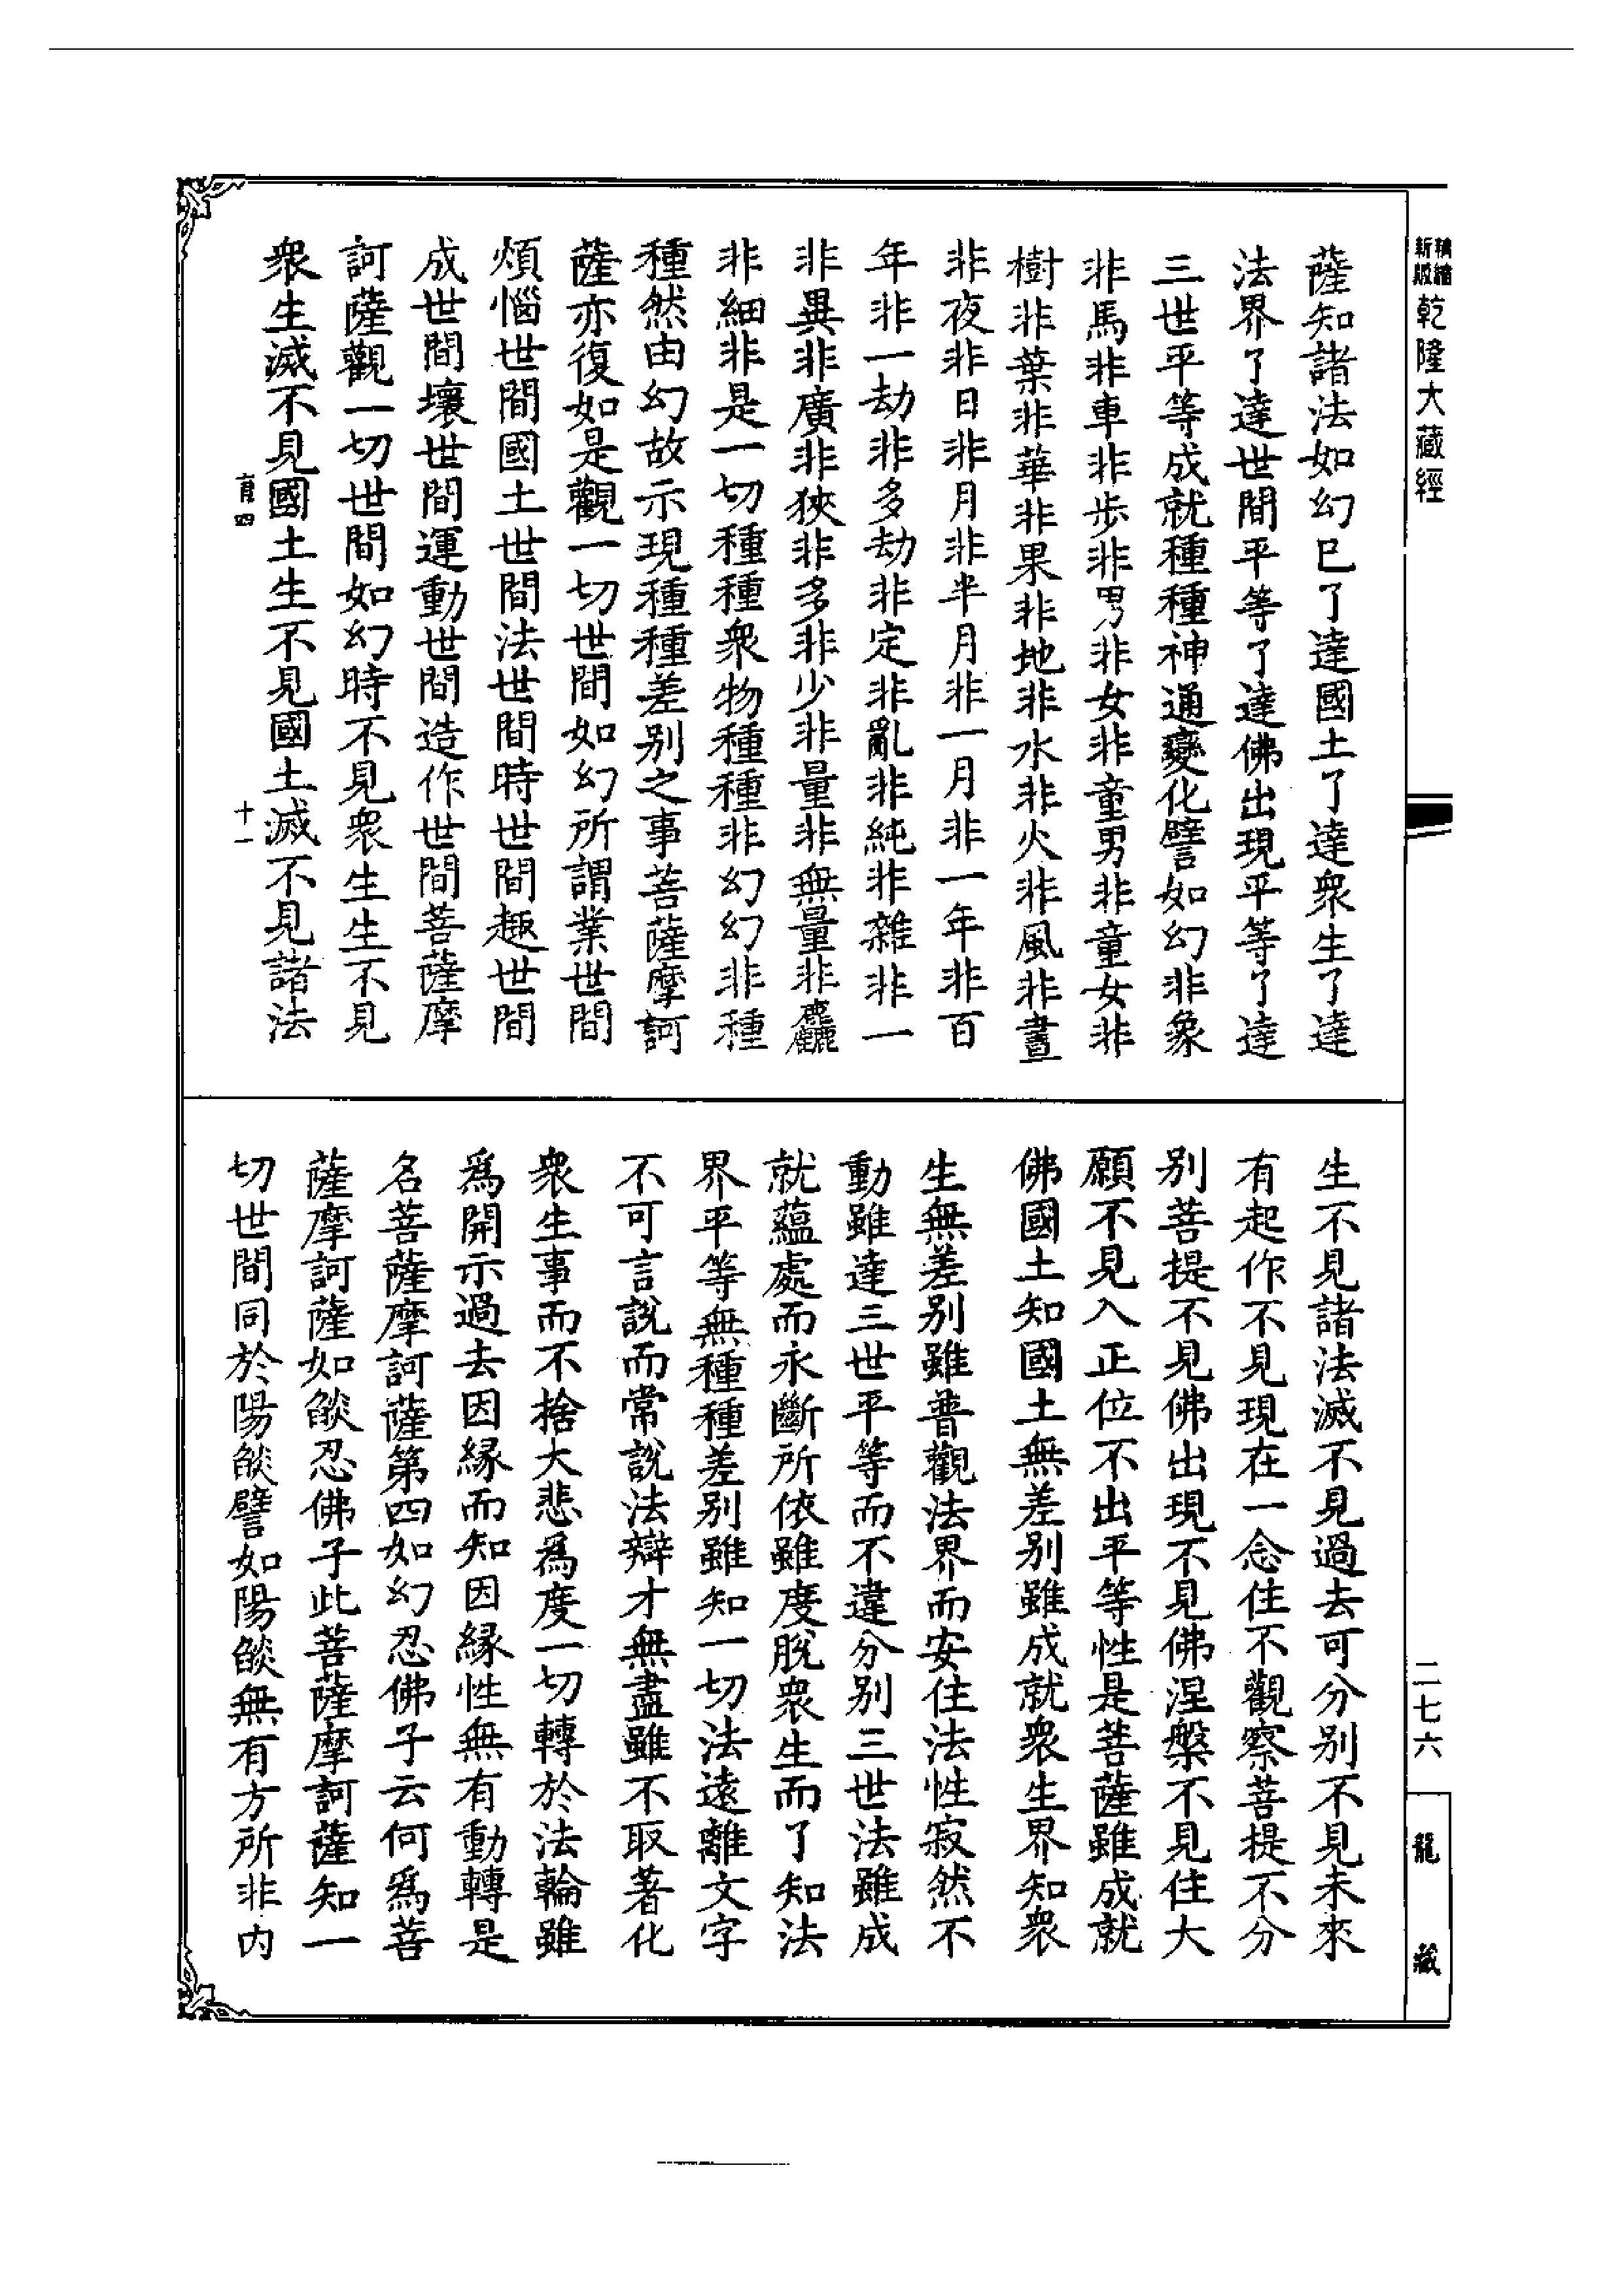 精縮
新版
乾隆大藏經
薩知諸法如幻已了達國土了達衆生了達
法界了達世間平等了達佛出現平等了達
三世平等成就種種神通變化譬如幻非象
非馬非車非步非男非女非童男非童女非
樹非葉非華非果非地非水非火非風非晝
非夜非日非月非半月非一月非一年非百
年非一劫非多劫非定非亂非純非雜非一
非異非廣非狹非多非少非量非無量非麤
非細非是一切種種衆物種種非幻幻非種
種然由幻故示現種種差别之事菩薩摩訶
薩亦復如是觀一切世間如幻所謂業世間
煩惱世間國土世間法世間時世間趣世間
成世間壞世間運動世間造作世間菩薩摩
訶薩觀一切世間如幻時不見衆生生不見
衆生滅不見國土生不見國土滅不見諸法
育四
十一
生不見諸法滅不見過去可分别不見未來
有起作不見現在一念住不觀察菩提不分
别菩提不見佛出現不見佛涅槃不見住大
願不見入正位不出平等性是菩薩雖成就
佛國土知國土無差别雖成就衆生界知衆
生無差别雖普觀法界而安住法性寂然不
動雖達三世平等而不違分别三世法雖成
就蘊處而永斷所依雖度脫衆生而了知法
界平等無種種差别雖知一切法遠離文字
不可言說而常說法辯才無盡雖不取著化
衆生事而不捨大悲爲度一切轉於法輪雖
爲開示過去因縁而知因縁性無有動轉是
名菩薩摩訶薩第四如幻忍佛子云何爲菩
薩摩訶薩如燄忍佛子此菩薩摩訶薩知一
切世間同於陽燄譬如陽燄無有方所非内
二七六
龍藏